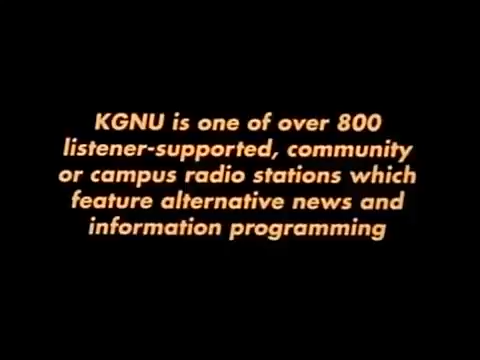 KGNU is one of over 800
listener-supported, community
or campus radio stations which
feature alternative news and
information programming